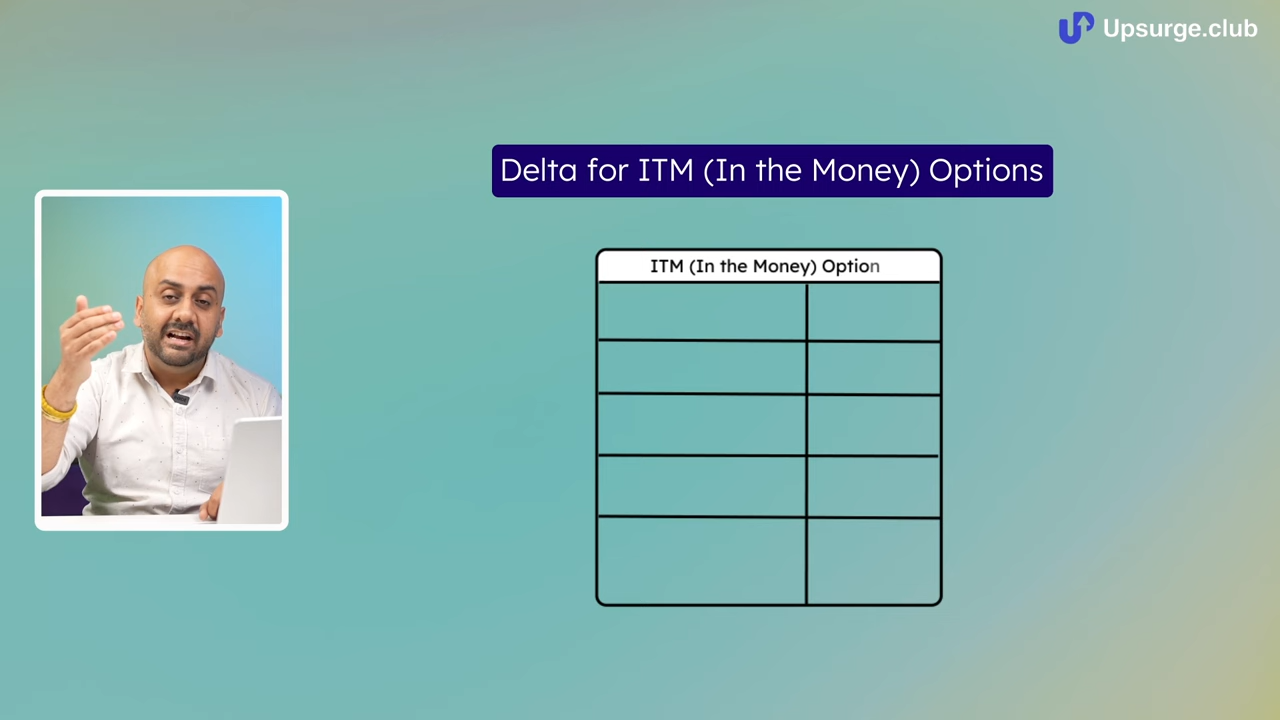 Upsurge.club
Delta for ITM (In the Money) Options
ITM (In the Money) Option